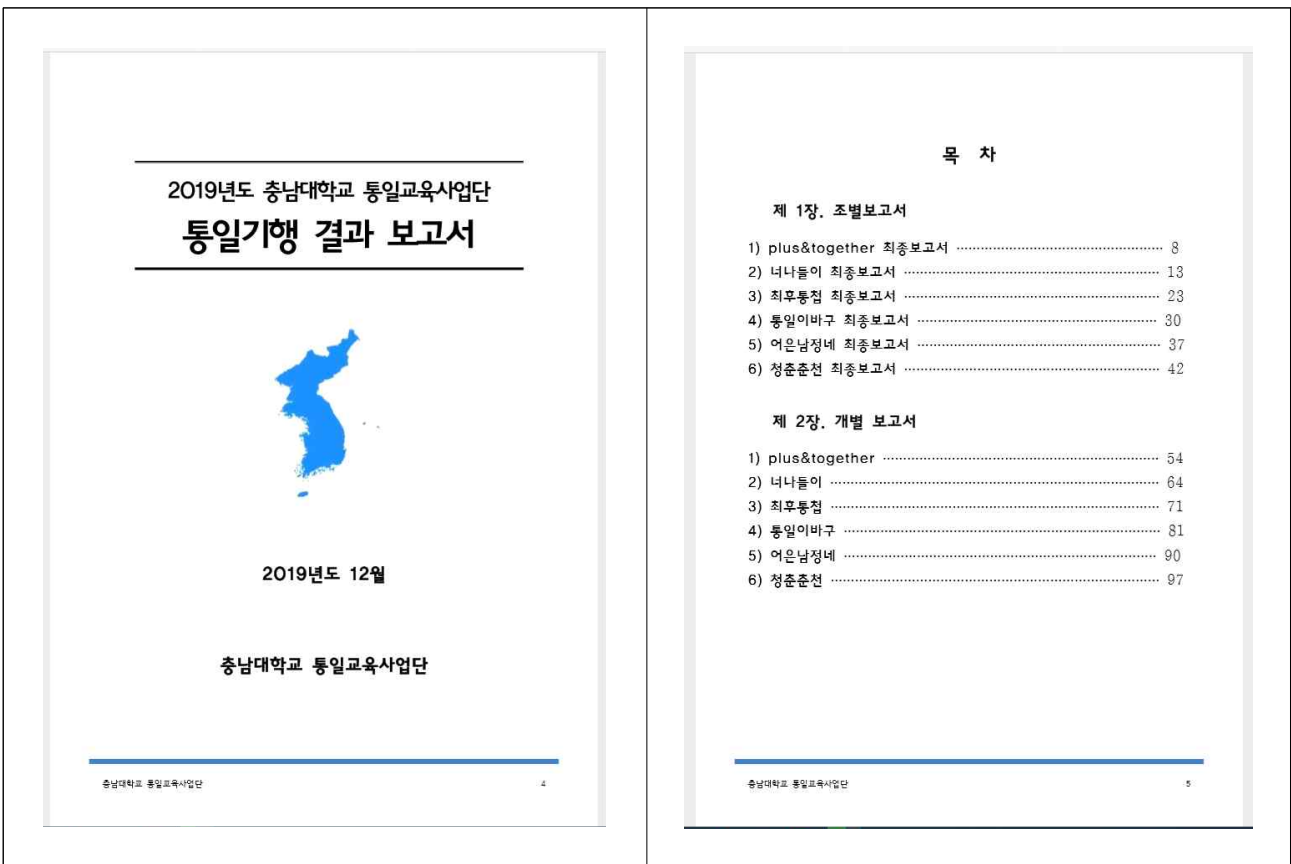 2019년도 충남대학교 통일교육사업단
통일기행 결과 보고서
2019년도 12월
충남대학교 통일교육사업단
충남대학교 통일교육사업단 4
목 차
제 1장. 조별보고서
1) plus&together 최종보고서 ························ 8
2) 너나들이 최종보고서 ························ 13
3) 최후통첩 최종보고서 ························ 23
4) 통일이바구 최종보고서 ························ 30
5) 어은남정네 최종보고서 ························ 37
6) 청춘춘천 최종보고서 ························ 42
제 2장. 개별 보고서
1) plus&together ························ 54
2) 너나들이 ························ 64
3) 최후통첩 ························ 71
4) 통일이바구 ························ 81
5) 어은남정네 ························ 90
6) 청춘춘천 ························ 97
충남대학교 통일교육사업단 5